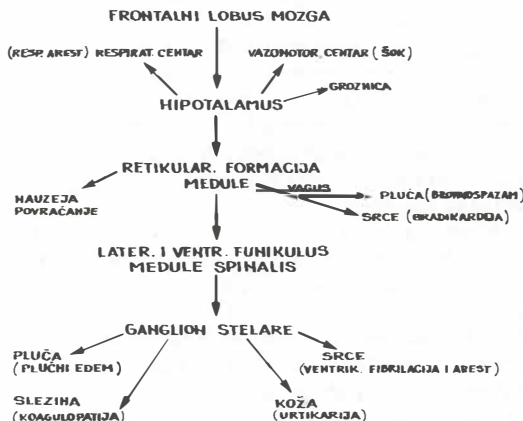 FRONTALNI LOBUS MOZGA
(RESP. AREST) RESPIRAT. CENTAR
VAZOMOTOR. CENTAR (ŠOK)
GROZNICA
HIPOTALAMUS
RETIKULAR. FORMACIJA
MEDULE
VAGUS
NAUZEJA
POVRAĆANJE
PLUĆA (BRONHOSPAZAM)
SRCE (BRADIKARDIJA)
LATER. I VENTR. FUNIKULUS
MEDULE SPINALIS
GANGLION STELARE
PLUĆA
(PLUĆNI EDEM)
SRCE
(VENTRIK. FIBRILACIJA I AREST)
SLEZINA
(KOAGULOPATIJA)
KOŽA
(URTIKARIJA)